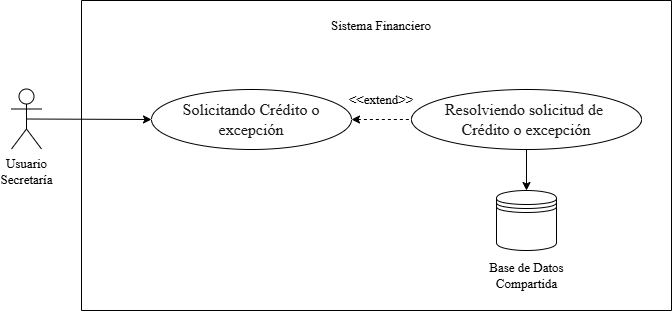 Sistema Financiero
Solicitando Crédito o
excepción
<<extend>>
Resolviendo solicitud de
Crédito o excepción
Usuario
Secretaría
Base de Datos
Compartida